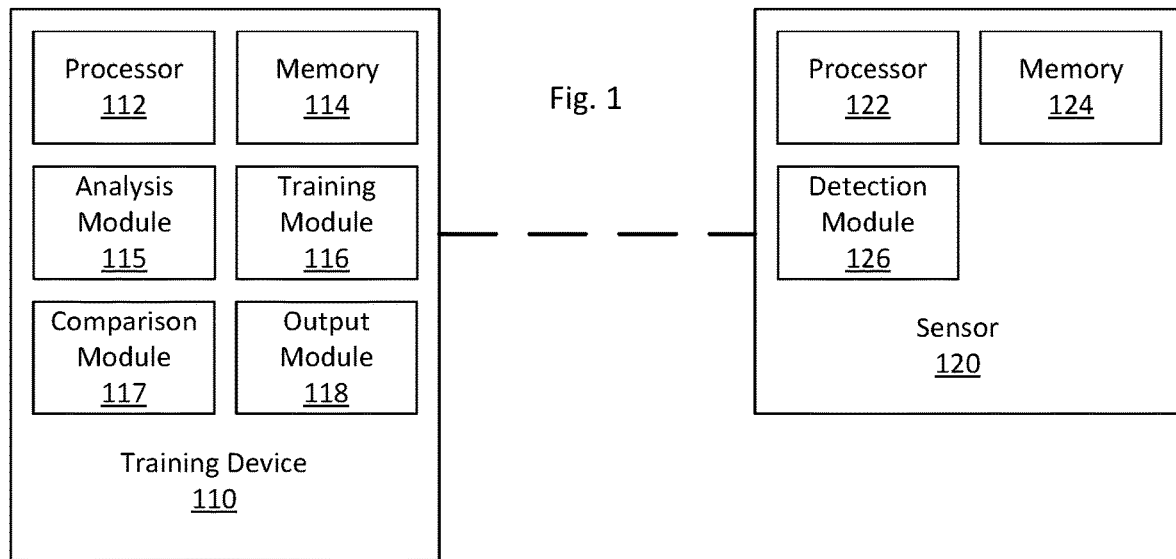 Processor
112
Memory
114
Analysis
Module
115
Training
Module
116
Comparison
Module
117
Output
Module
118
Training Device
110
Fig. 1
Processor
122
Memory
124
Detection
Module
126
Sensor
120